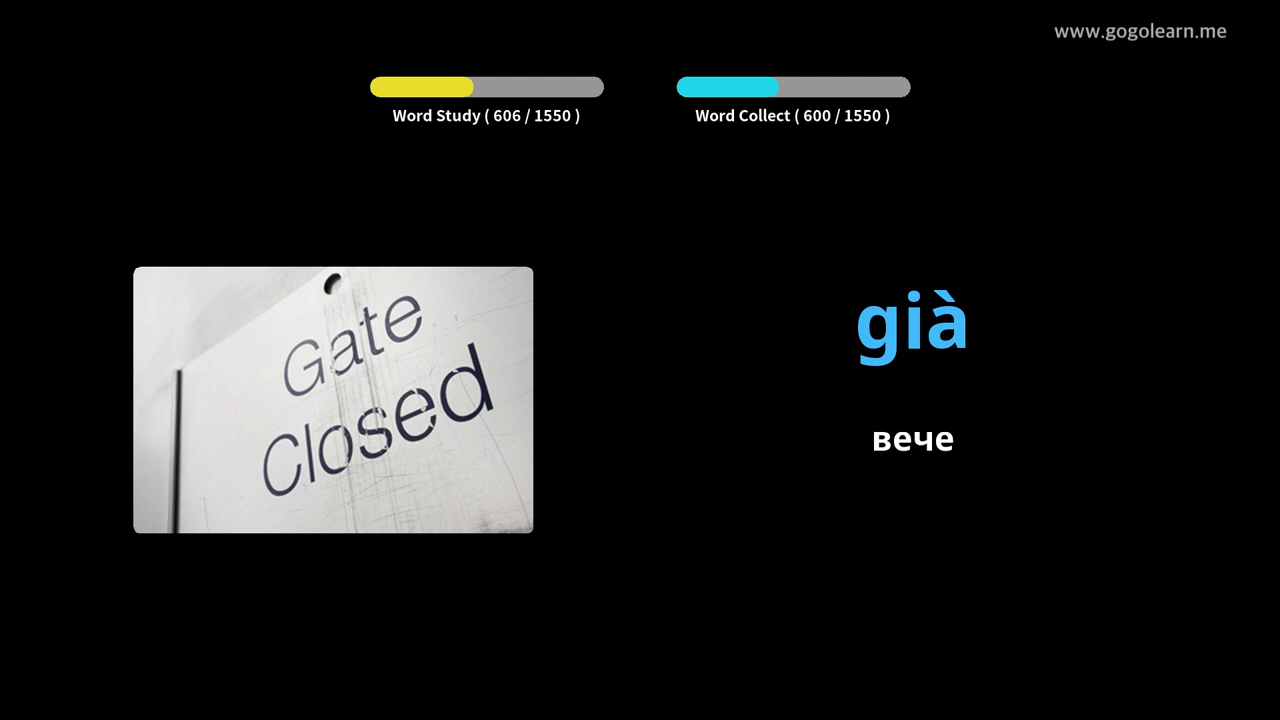 www.gogolearn.me
Word Study ( 606 / 1550 )
Word Collect ( 600 / 1550 )
Gate
Closed
già
вече